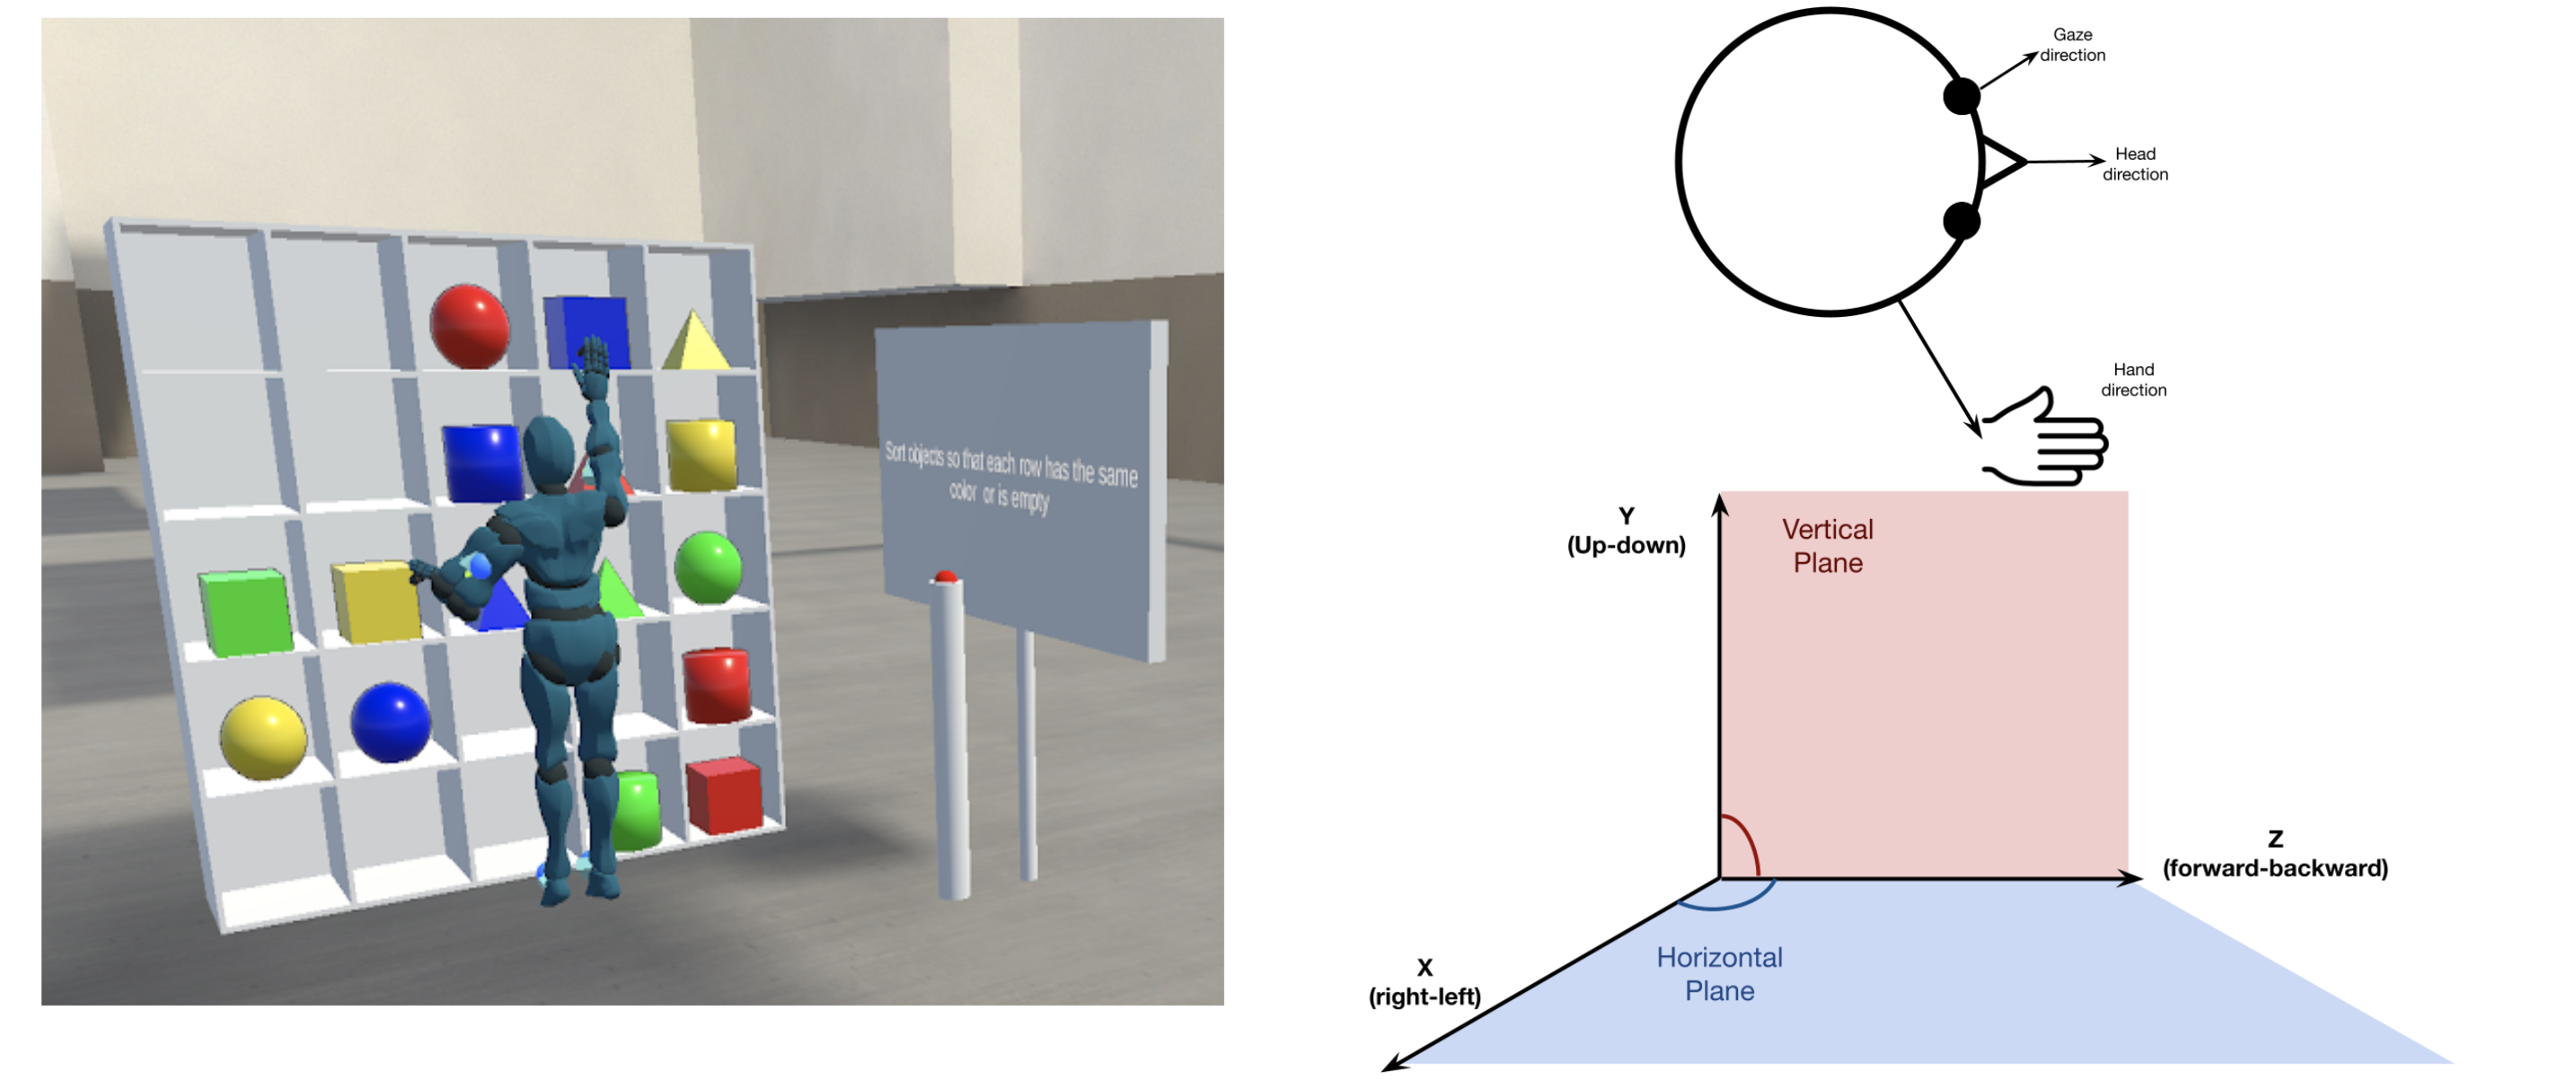 Sort objects so that each row has the same
color or is empty
Gaze
direction
Head
direction
Hand
direction
Y
(Up-down)
Vertical
Plane
Z
(forward-backward)
Horizontal
Plane
X
(right-left)